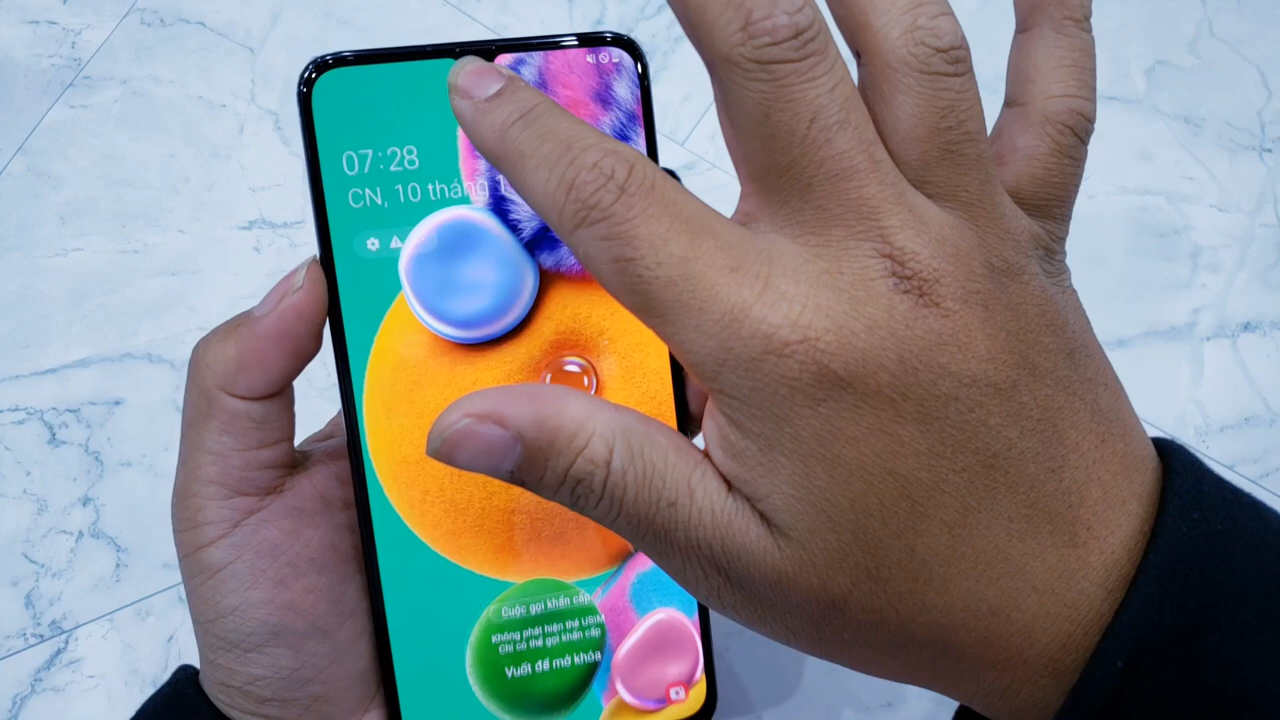 07:28
CN, 10 tháng 1
Cuộc gọi khẩn cấp
Không phát hiện thẻ USIM
Chỉ có thể gọi khẩn cấp
Vuốt để mở khóa